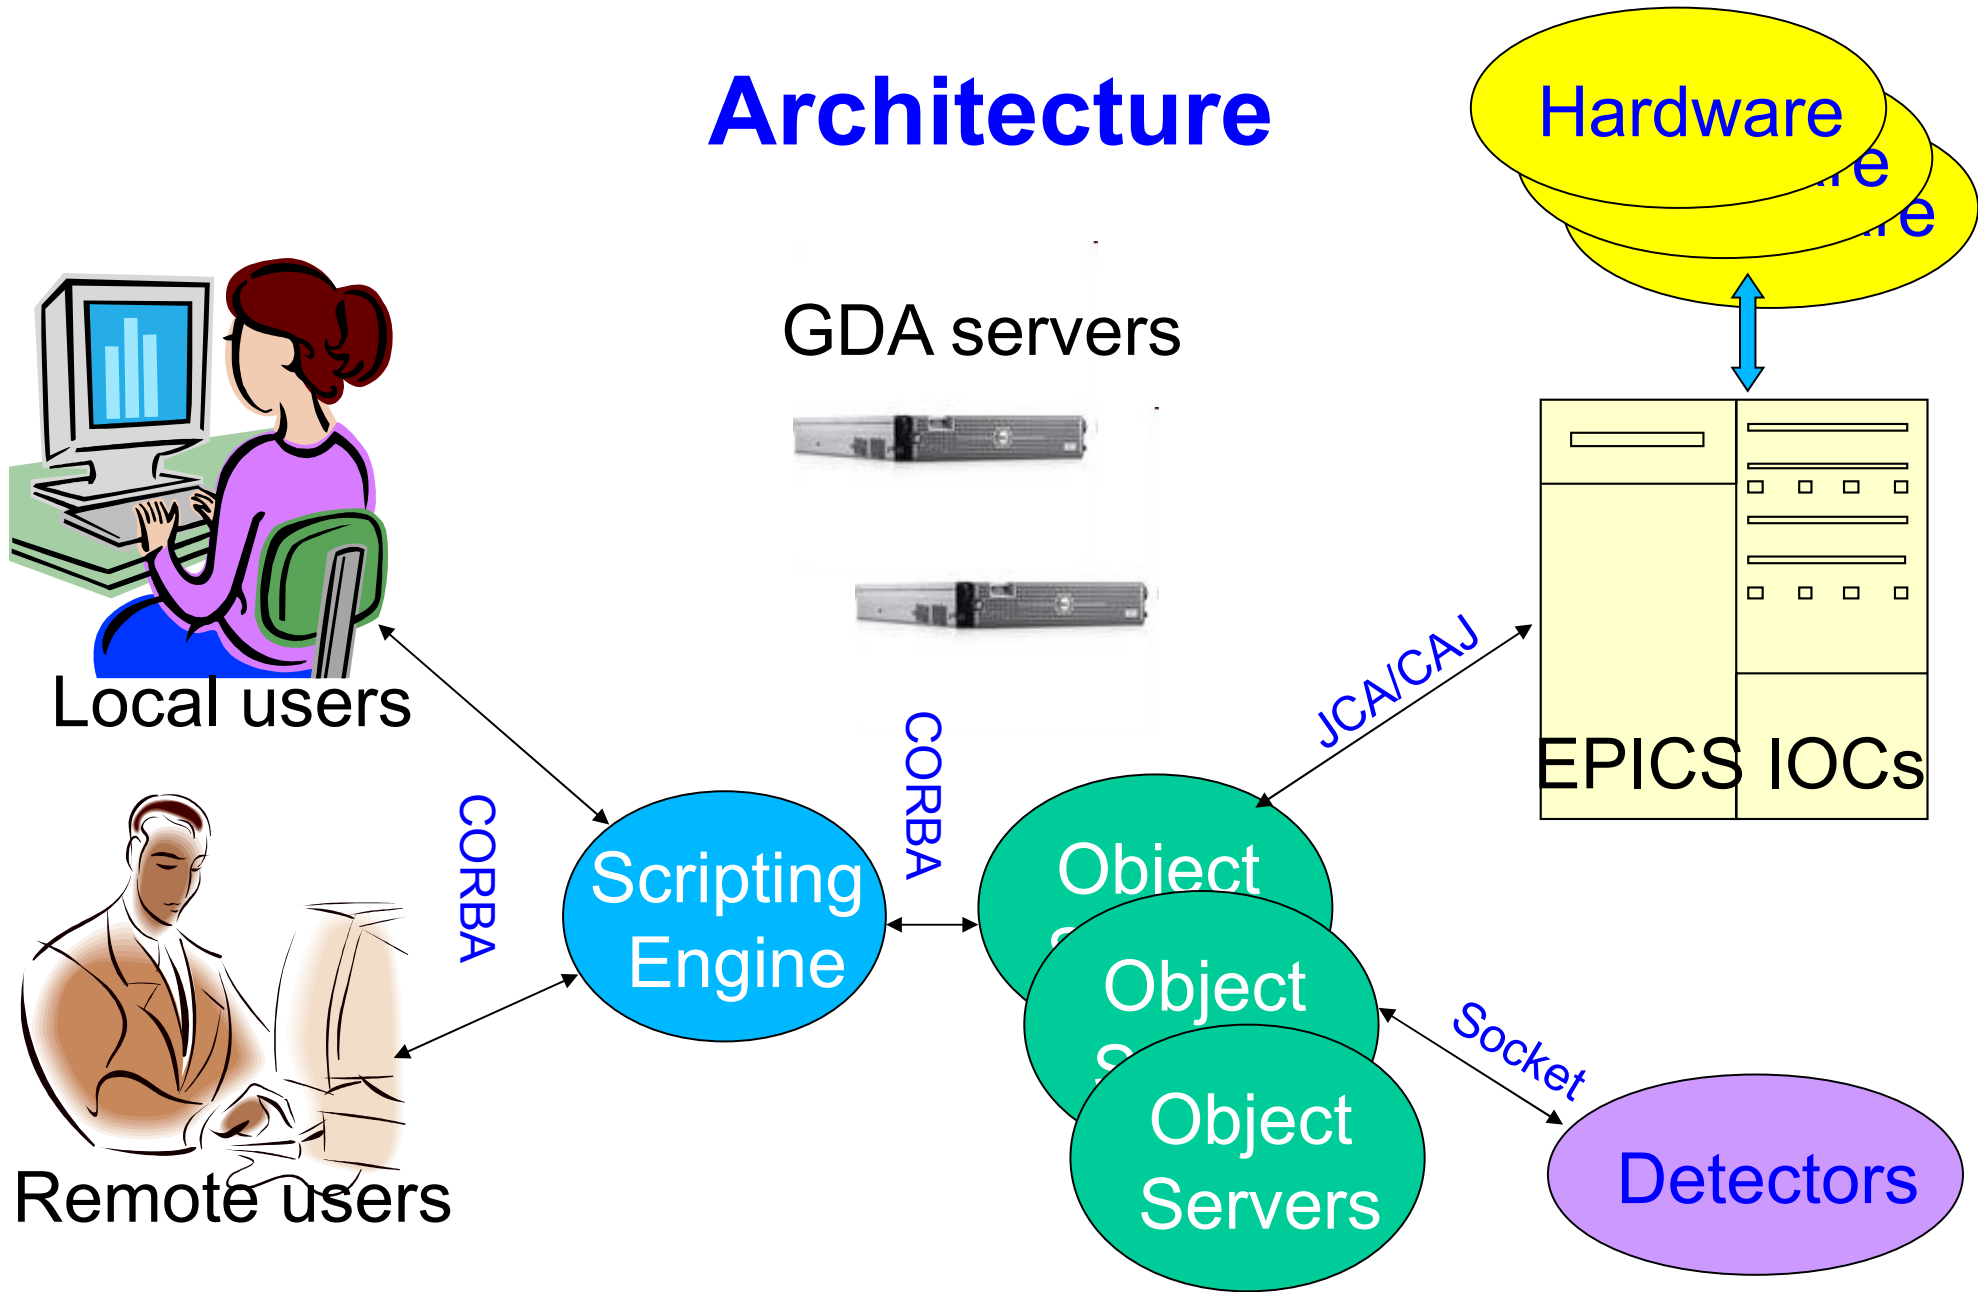 Architecture
Hardware
GDA servers
Local users
CORBA
CORBA
JCA/CAJ
EPICS IOCs
Scripting
Engine
Object
Object
Object
Servers
Socket
Detectors
Remote users